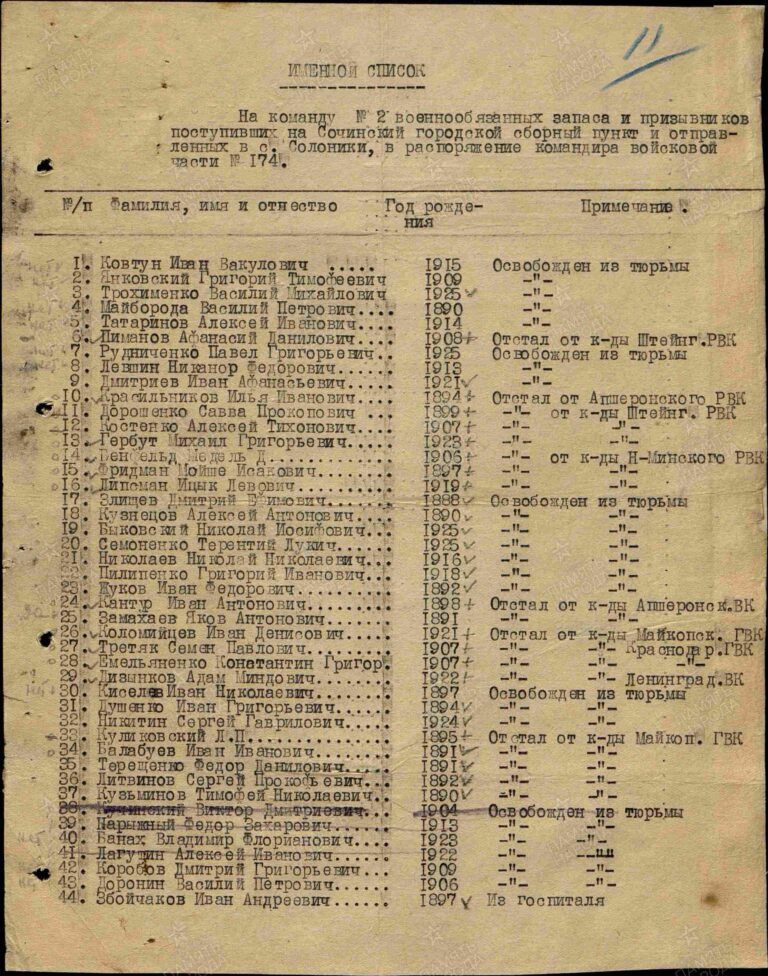 11
ИМЕННОЙ СПИСОК
На команду № 2 военнообязанных запаса и призывников
поступивших на Сочинский городской сборный пункт и отправ-
ленных в с. Солоники, в распоряжение командира войсковой
части № 174.
№/п Фамилия, имя и отчество Год рожде-
ния Примечание.
1. Ковтун Иван Вакулович ..... 1915 Освобожден из тюрьмы
2. Янковский Григорий Тимофеевич 1909 -"-
3. Трохименко Василий Михайлович 1925 ✓ -"-
4. Майборода Василий Петрович.... 1890 -"-
5. Татаринов Алексей Иванович.... 1914 -"-
6. Лиманов Афанасий Данилович.... 1908+ Отстал от к-ды Штейнг.РВК
7. Рудниченко Павел Григорьевич.. 1925 Освобожден из тюрьмы
8. Левшин Никанор Федорович..... 1913 -"-
9. Дмитриев Иван Афанасьевич..... 1921✓ -"-
10. Красильников Илья Иванович.... 1894+ Отстал от Апшеронского РВК
11. Дорошенко Савва Прокопович ... 1899+ -"- от к-ды Штейнг. РВК
12. Костенко Алексей Тихонович.... 1907+ -"- -"-
13. Гербут Михаил Григорьевич..... 1923+ -"- -"-
14. Бенфельд Медель Д............. 1906+ -"- от к-ды Н-Минского РВК
15. Фридман Мойше Исакович....... 1897+ -"- -"-
16. Липсман Ицык Левович......... 1919+ -"- -"-
17. Злищев Дмитрий Ефимович...... 1888✓ Освобожден из тюрьмы
18. Кузнецов Алексей Антонович.... 1890✓ -"- -"-
19. Быковский Николай Иосифович... 1925✓ -"- -"-
20. Семоненко Терентий Лукич..... 1925✓ -"- -"-
21. Николаев Николай Николаевич... 1916✓ -"- -"-
22. Пилипенко Григорий Иванович... 1918✓ -"- -"-
23. Жуков Иван Федорович......... 1892✓ -"- -"-
24. Кантур Иван Антонович........ 1898+ Отстал от к-ды Апшеронск.ВК
25. Замахаев Яков Антонович...... 1891 -"- -"-
26. Коломийцев Иван Денисович..... 1921+ Отстал от к-ды Майкопск. ГВК
27. Третяк Семен Павлович........ 1907+ -"- -"- Краснодар.ГВК
28. Емельяненко Константин Григор. 1907+ -"- -"- -"-
29. Дизынков Адам Миндович....... 1922+ -"- -"- Ленинград.ВК
30. Киселев Иван Николаевич....... 1897 Освобожден из тюрьмы
31. Душенко Иван Григорьевич..... 1894✓ -"- -"-
32. Никитин Сергей Гаврилович.... 1924✓ -"- -"-
33. Куликовский Л.П.............. 1895+ Отстал от к-ды Майкоп. ГВК
34. Балабуев Иван Иванович....... 1891✓ -"- -"-
35. Терещенко Федор Данилович.... 1891✓ -"- -"-
36. Литвинов Сергей Прокофьевич... 1892✓ -"- -"-
37. Кузьминов Тимофей Николаевич.. 1890✓ -"- -"-
38. Виктор Дмитриевич. 1904 Освобожден из тюрьмы
39. Нарыжный Федор Захарович..... 1913 -"- -"-
40. Банах Владимир Флорианович... 1923 -"- -"-
41. Лагутин Алексей Иванович..... 1922 -"- -"-
42. Коробов Дмитрий Григорьевич... 1909 -"- -"-
43. Доронин Василий Петрович..... 1906 -"- -"-
44. Збойчаков Иван Андреевич...... 1897✓ Из госпиталя